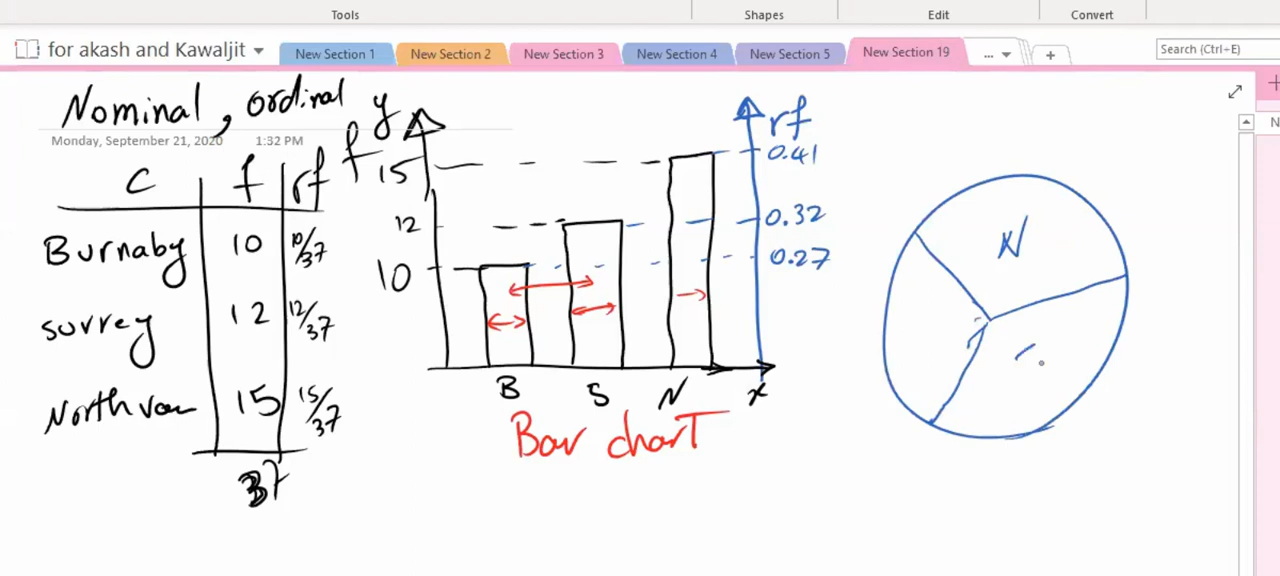 Tools Shapes Edit Convert
for akash and Kawaljit New Section 1 New Section 2 New Section 3 New Section 4 New Section 5 New Section 19 ... + Search (Ctrl+E)
Nominal, ordinal
Monday, September 21, 2020 1:32 PM
C f rf
Burnaby 10 10/37
Surrey 12 12/37
North van 15 15/37
37
y
f
15
12
10
B S N x
rf
0.41
0.32
0.27
Bar chart
N
N